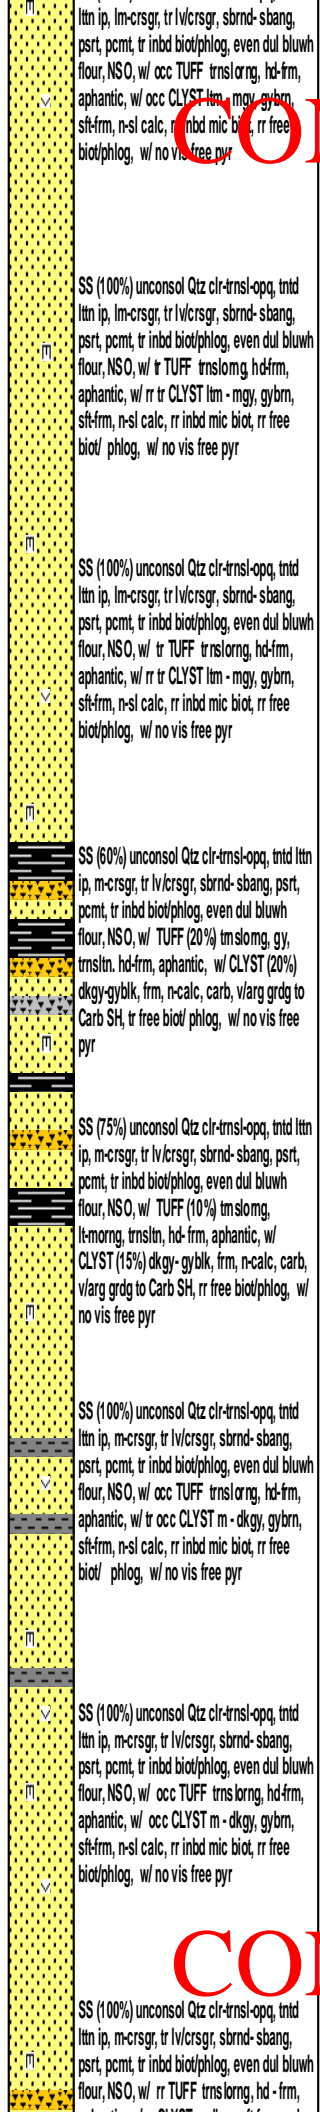 lttn ip, lm-crsgr, tr lv/crsgr, sbrnd- sbang,
psrt, pcmt, tr inbd biot/phlog, even dul bluwh
flour, NSO, w/ occ TUFF trnslorng, hd-frm,
aphantic, w/ occ CLYST ltm - mgy, gybrn,
sft-frm, n-sl calc, rr inbd mic biot, rr free
biot/phlog, w/ no vis free pyr
COI
SS (100%) unconsol Qtz clr-trnsl-opq, tntd
lttn ip, lm-crsgr, tr lv/crsgr, sbrnd- sbang,
psrt, pcmt, tr inbd biot/phlog, even dul bluwh
flour, NSO, w/ tr TUFF trnslorng, hd-frm,
aphantic, w/ rr tr CLYST ltm - mgy, gybrn,
sft-frm, n-sl calc, rr inbd mic biot, rr free
biot/ phlog, w/ no vis free pyr
SS (100%) unconsol Qtz clr-trnsl-opq, tntd
lttn ip, lm-crsgr, tr lv/crsgr, sbrnd- sbang,
psrt, pcmt, tr inbd biot/phlog, even dul bluwh
flour, NSO, w/ tr TUFF trnslorng, hd-frm,
aphantic, w/ rr tr CLYST ltm - mgy, gybrn,
sft-frm, n-sl calc, rr inbd mic biot, rr free
biot/phlog, w/ no vis free pyr
SS (60%) unconsol Qtz clr-trnsl-opq, tntd lttn
ip, m-crsgr, tr lv/crsgr, sbrnd- sbang, psrt,
pcmt, tr inbd biot/phlog, even dul bluwh
flour, NSO, w/ TUFF (20%) trnslorng, gy,
trnsltn. hd-frm, aphantic, w/ CLYST (20%)
dkgy-gyblk, frm, n-calc, carb, v/arg grdg to
Carb SH, tr free biot/ phlog, w/ no vis free
pyr
SS (75%) unconsol Qtz clr-trnsl-opq, tntd lttn
ip, m-crsgr, tr lv/crsgr, sbrnd- sbang, psrt,
pcmt, tr inbd biot/phlog, even dul bluwh
flour, NSO, w/ TUFF (10%) trnslorng,
lt-morng, trnsltn, hd- frm, aphantic, w/
CLYST (15%) dkgy- gyblk, frm, n-calc, carb,
v/arg grdg to Carb SH, rr free biot/phlog, w/
no vis free pyr
SS (100%) unconsol Qtz clr-trnsl-opq, tntd
lttn ip, m-crsgr, tr lv/crsgr, sbrnd- sbang,
psrt, pcmt, tr inbd biot/phlog, even dul bluwh
flour, NSO, w/ occ TUFF trnslorng, hd-frm,
aphantic, w/ tr occ CLYST m - dkgy, gybrn,
sft-frm, n-sl calc, rr inbd mic biot, rr free
biot/ phlog, w/ no vis free pyr
SS (100%) unconsol Qtz clr-trnsl-opq, tntd
lttn ip, m-crsgr, tr lv/crsgr, sbrnd- sbang,
psrt, pcmt, tr inbd biot/phlog, even dul bluwh
flour, NSO, w/ occ TUFF trnslorng, hd-frm,
aphantic, w/ occ CLYST m - dkgy, gybrn,
sft-frm, n-sl calc, rr inbd mic biot, rr free
biot/phlog, w/ no vis free pyr
COI
SS (100%) unconsol Qtz clr-trnsl-opq, tntd
lttn ip, m-crsgr, tr lv/crsgr, sbrnd- sbang,
psrt, pcmt, tr inbd biot/phlog, even dul bluwh
flour, NSO, w/ rr TUFF trnslorng, hd - frm,